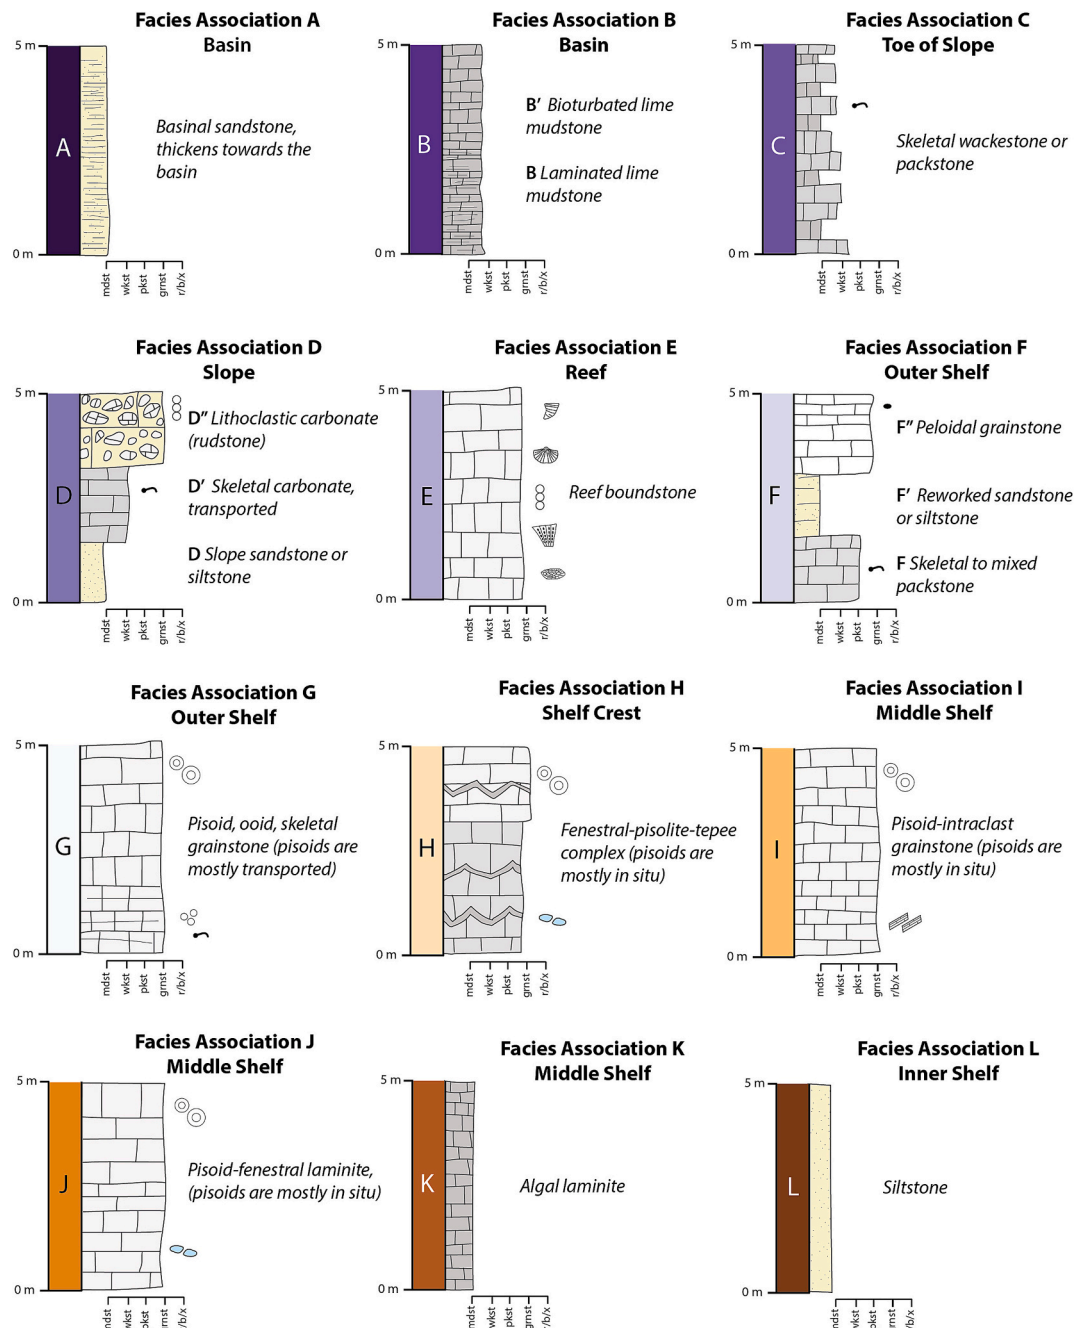 Facies Association A
Basin
5 m
A
Basinal sandstone,
thickens towards the
basin
0 m
mdst
wkst
pkst
grnst
r/b/x
Facies Association B
Basin
5 m
B
B′ Bioturbated lime
mudstone
B Laminated lime
mudstone
0 m
mdst
wkst
pkst
grnst
r/b/x
Facies Association C
Toe of Slope
5 m
C
Skeletal wackestone or
packstone
0 m
mdst
wkst
pkst
grnst
r/b/x
Facies Association D
Slope
5 m
D
D″ Lithoclastic carbonate
(rudstone)
D′ Skeletal carbonate,
transported
D Slope sandstone or
siltstone
0 m
mdst
wkst
pkst
grnst
r/b/x
Facies Association E
Reef
5 m
E
Reef boundstone
0 m
mdst
wkst
pkst
grnst
r/b/x
Facies Association F
Outer Shelf
5 m
F
F″ Peloidal grainstone
F′ Reworked sandstone
or siltstone
F Skeletal to mixed
packstone
0 m
mdst
wkst
pkst
grnst
r/b/x
Facies Association G
Outer Shelf
5 m
G
Pisoid, ooid, skeletal
grainstone (pisoids are
mostly transported)
0 m
mdst
wkst
pkst
grnst
r/b/x
Facies Association H
Shelf Crest
5 m
H
Fenestral-pisolite-tepee
complex (pisoids are
mostly in situ)
0 m
mdst
wkst
pkst
grnst
r/b/x
Facies Association I
Middle Shelf
5 m
I
Pisoid-intraclast
grainstone (pisoids are
mostly in situ)
0 m
mdst
wkst
pkst
grnst
r/b/x
Facies Association J
Middle Shelf
5 m
J
Pisoid-fenestral laminite,
(pisoids are mostly in situ)
0 m
mdst
wkst
pkst
grnst
r/b/x
Facies Association K
Middle Shelf
5 m
K
Algal laminite
0 m
mdst
wkst
pkst
grnst
r/b/x
Facies Association L
Inner Shelf
5 m
L
Siltstone
0 m
mdst
wkst
pkst
grnst
r/b/x